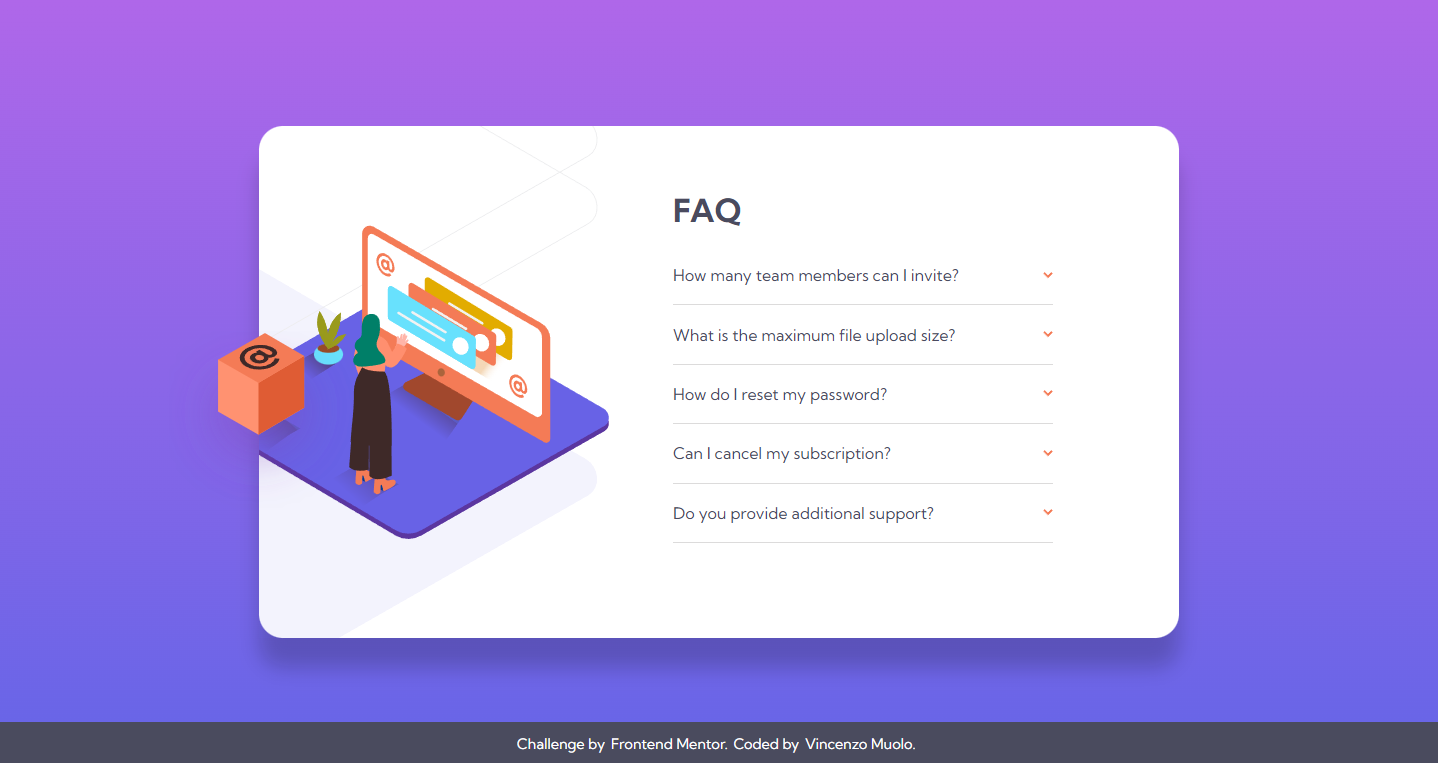 FAQ
How many team members can I invite?
What is the maximum file upload size?
How do I reset my password?
Can I cancel my subscription?
Do you provide additional support?
@
@
@
Challenge by Frontend Mentor. Coded by Vincenzo Muolo.